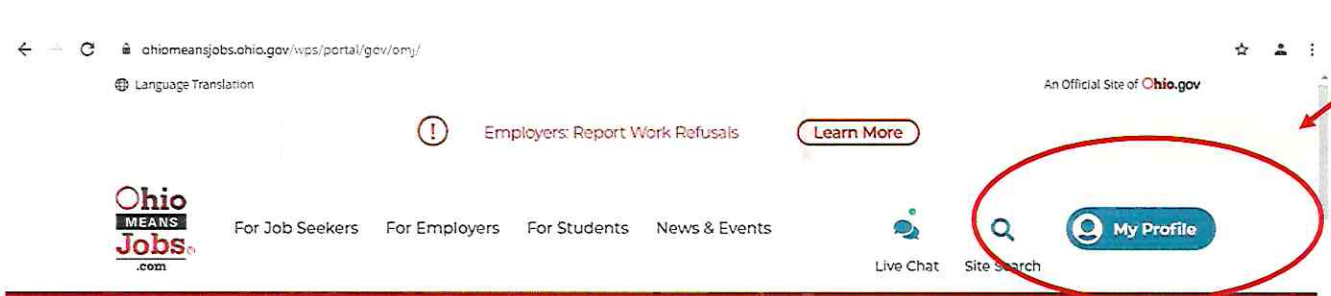 ohiomeansjobs.ohio.gov/wps/portal/gov/omj/
Language Translation
An Official Site of Ohio.gov
! Employers: Report Work Refusals Learn More
Ohio
MEANS
Jobs
.com
For Job Seekers For Employers For Students News & Events
Live Chat
Site Search
My Profile